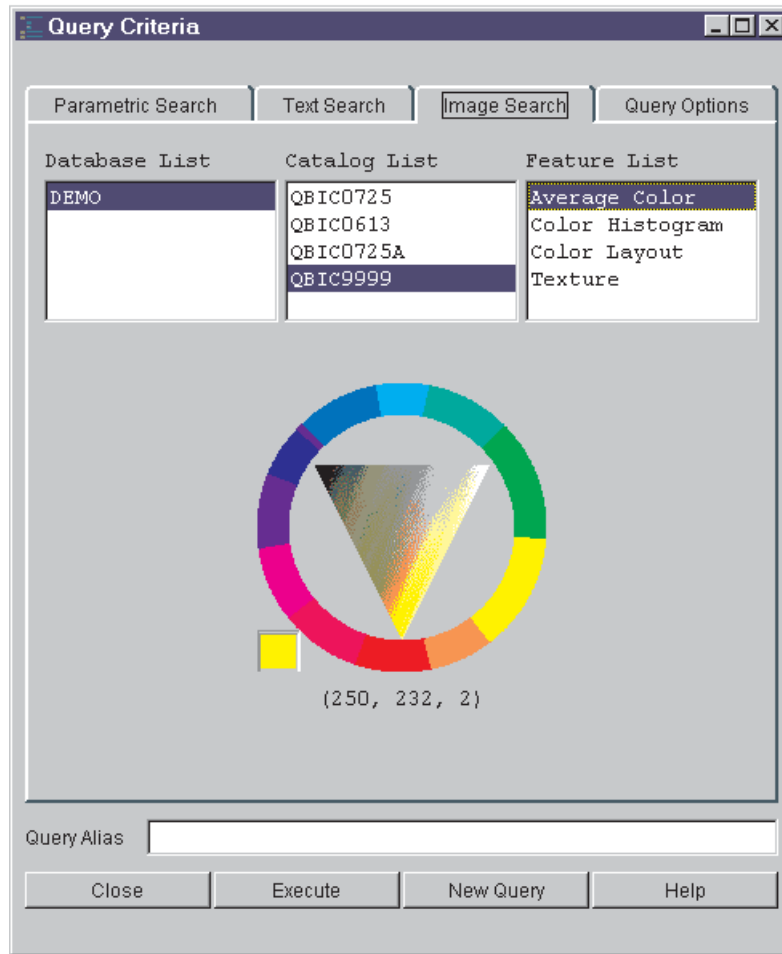 Query Criteria
Parametric Search Text Search Image Search Query Options
Database List Catalog List Feature List
DEMO QBIC0725 Average Color
QBIC0613 Color Histogram
QBIC0725A Color Layout
QBIC9999 Texture
(250, 232, 2)
Query Alias
Close Execute New Query Help